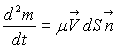 d²m/dt = μV⃗ dS n⃗